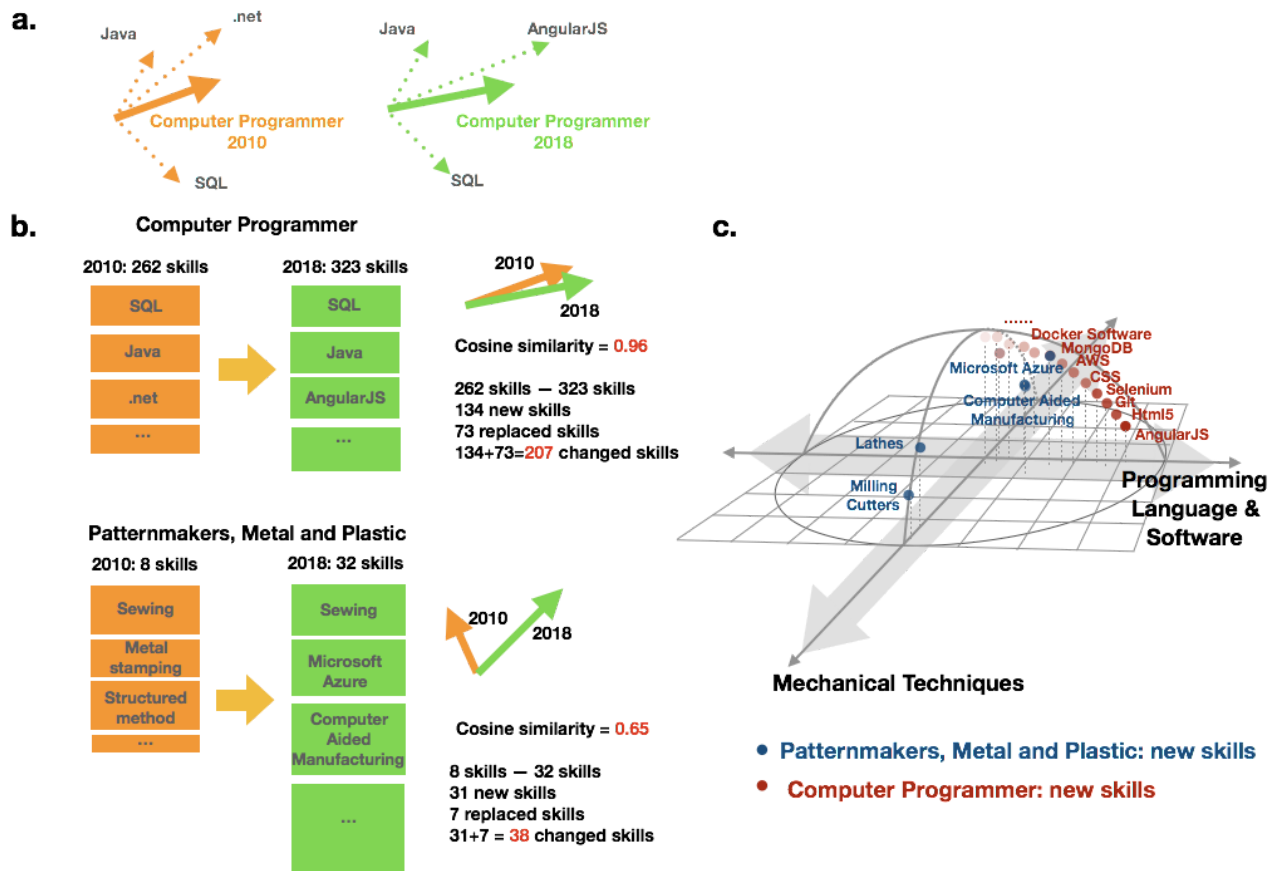 a.
Java
.net
Computer Programmer
2010
SQL
Java
AngularJS
Computer Programmer
2018
SQL
b.
Computer Programmer
2010: 262 skills
SQL
Java
.net
...
2018: 323 skills
SQL
Java
AngularJS
...
2010
2018
Cosine similarity = 0.96
262 skills — 323 skills
134 new skills
73 replaced skills
134+73=207 changed skills
Patternmakers, Metal and Plastic
2010: 8 skills
Sewing
Metal
stamping
Structured
method
...
2018: 32 skills
Sewing
Microsoft
Azure
Computer
Aided
Manufacturing
...
2010
2018
Cosine similarity = 0.65
8 skills — 32 skills
31 new skills
7 replaced skills
31+7 = 38 changed skills
c.
......
Docker Software
MongoDB
AWS
CSS
Selenium
Git
Html5
AngularJS
Microsoft Azure
Computer Aided
Manufacturing
Lathes
Milling
Cutters
Programming
Language &
Software
Mechanical Techniques
Patternmakers, Metal and Plastic: new skills
Computer Programmer: new skills